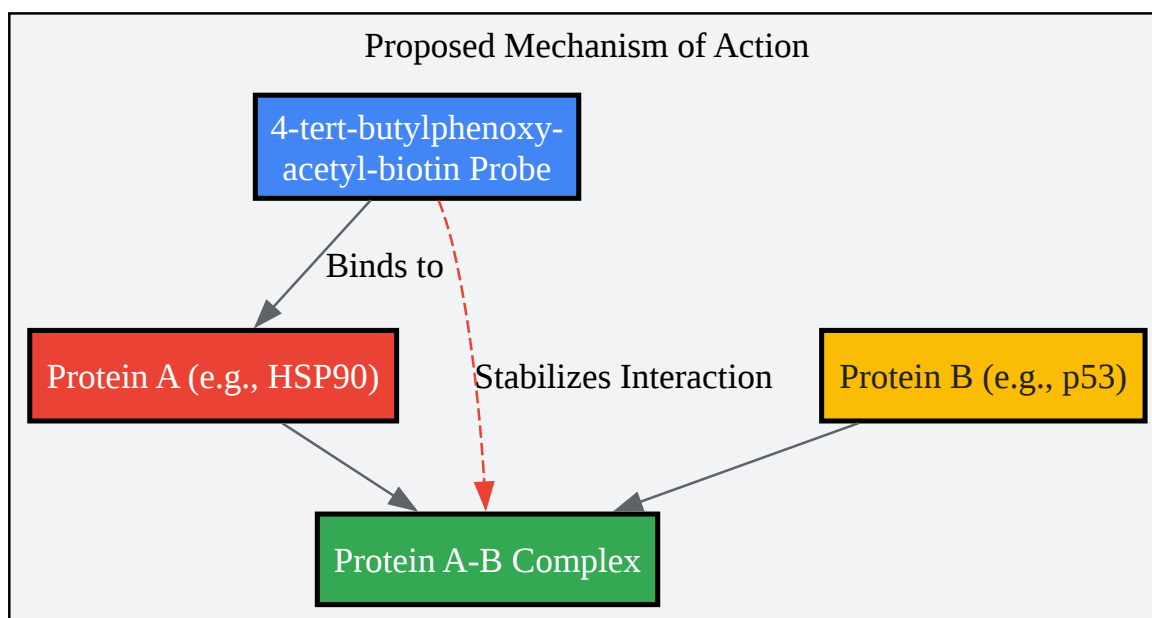 Proposed Mechanism of Action
4-tert-butylphenoxy-
acetyl-biotin Probe
Binds to
Protein A (e.g., HSP90)
Stabilizes Interaction
Protein B (e.g., p53)
Protein A-B Complex